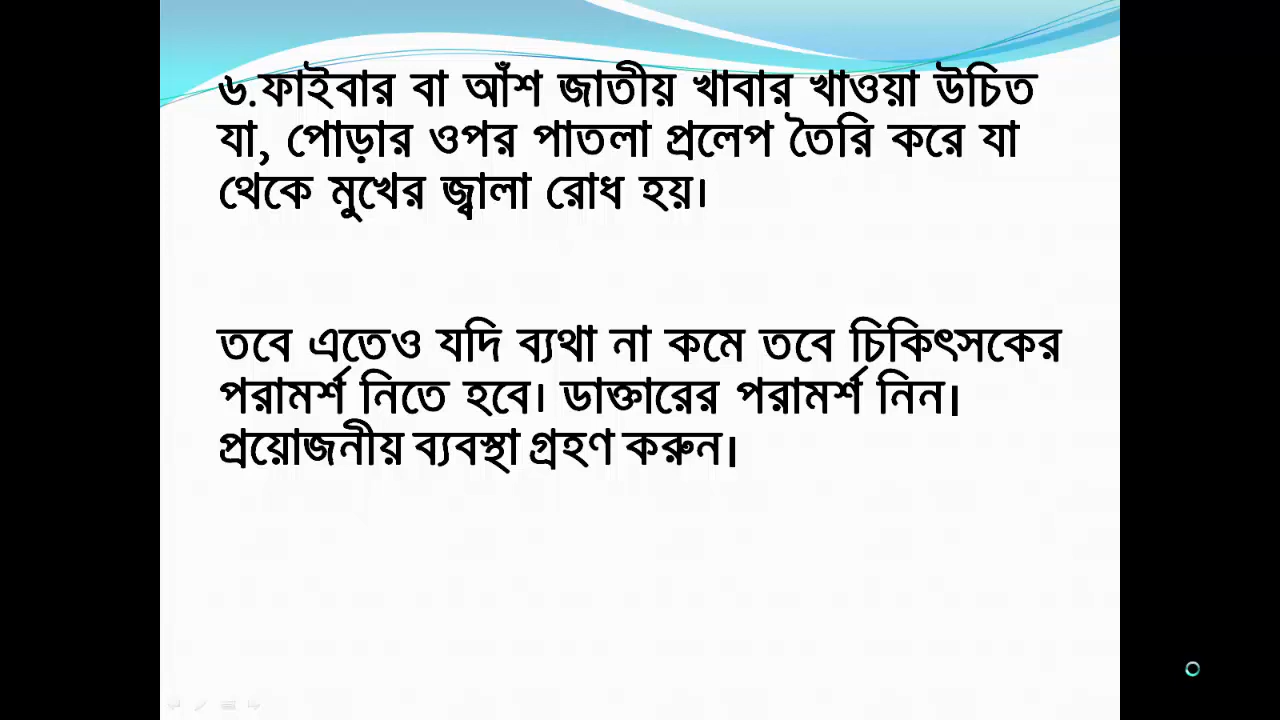 ৬.ফাইবার বা আঁশ জাতীয় খাবার খাওয়া উচিত
যা, পোড়ার ওপর পাতলা প্রলেপ তৈরি করে যা
থেকে মুখের জ্বালা রোধ হয়।
তবে এতেও যদি ব্যথা না কমে তবে চিকিৎসকের
পরামর্শ নিতে হবে। ডাক্তারের পরামর্শ নিন।
প্রয়োজনীয় ব্যবস্থা গ্রহণ করুন।